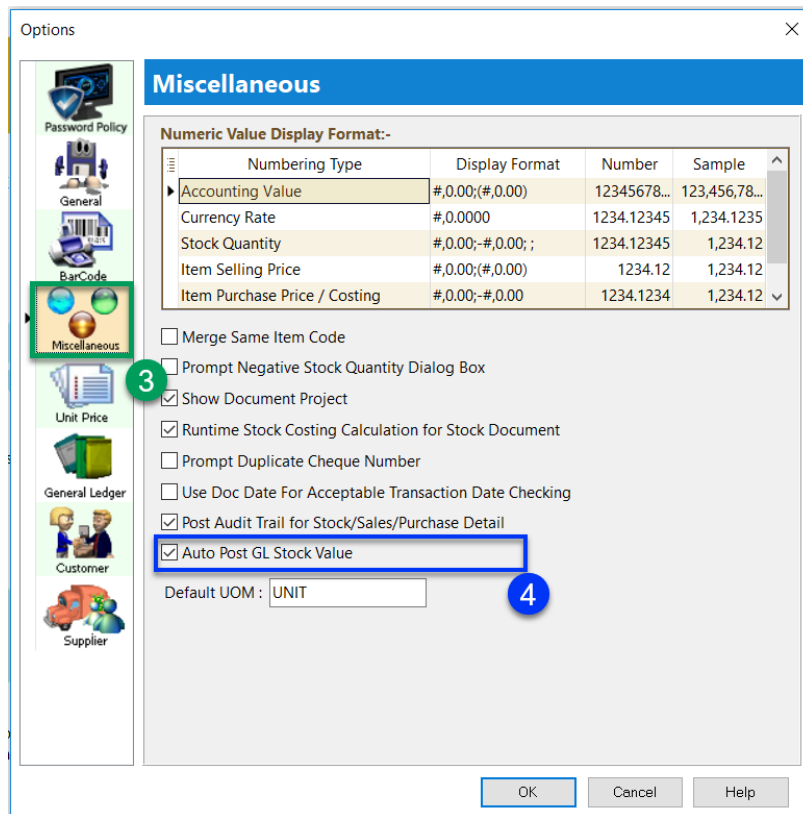 Options
Password Policy
General
BarCode
Miscellaneous
3
Unit Price
General Ledger
Customer
Supplier
Miscellaneous
Numeric Value Display Format:-
Numbering Type Display Format Number Sample
Accounting Value #,0.00;(#,0.00) 12345678... 123,456,78...
Currency Rate #,0.0000 1234.12345 1,234.1235
Stock Quantity #,0.00;-#,0.00; ; 1234.12345 1,234.12
Item Selling Price #,0.00;(#,0.00) 1234.12 1,234.12
Item Purchase Price / Costing #,0.00;-#,0.00 1234.1234 1,234.12
Merge Same Item Code
Prompt Negative Stock Quantity Dialog Box
Show Document Project
Runtime Stock Costing Calculation for Stock Document
Prompt Duplicate Cheque Number
Use Doc Date For Acceptable Transaction Date Checking
Post Audit Trail for Stock/Sales/Purchase Detail
Auto Post GL Stock Value
4
Default UOM : UNIT
OK Cancel Help